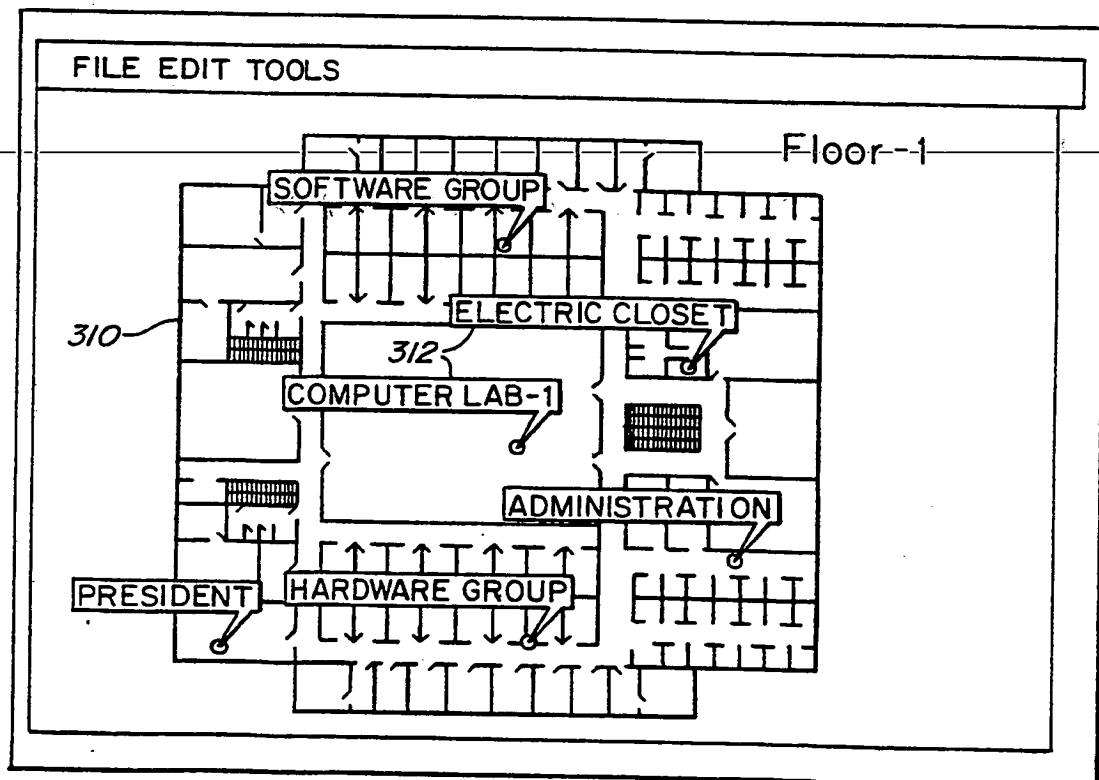 FILE EDIT TOOLS
Floor-1
SOFTWARE GROUP
ELECTRIC CLOSET
310
312
COMPUTER LAB-1
ADMINISTRATION
HARDWARE GROUP
PRESIDENT